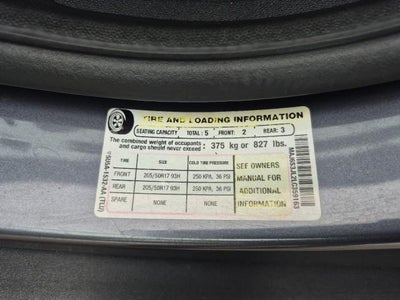 TIRE AND LOADING INFORMATION
SEATING CAPACITY TOTAL: 5 FRONT: 2 REAR: 3
The combined weight of occupants and cargo should never exceed : 375 kg or 827 lbs.
TIRE SIZE COLD TIRE PRESSURE
FRONT 205/50R17 93H 250 KPA, 36 PSI
REAR 205/50R17 93H 250 KPA, 36 PSI
SPARE NONE NONE
SEE OWNERS
MANUAL FOR
ADDITIONAL
INFORMATION